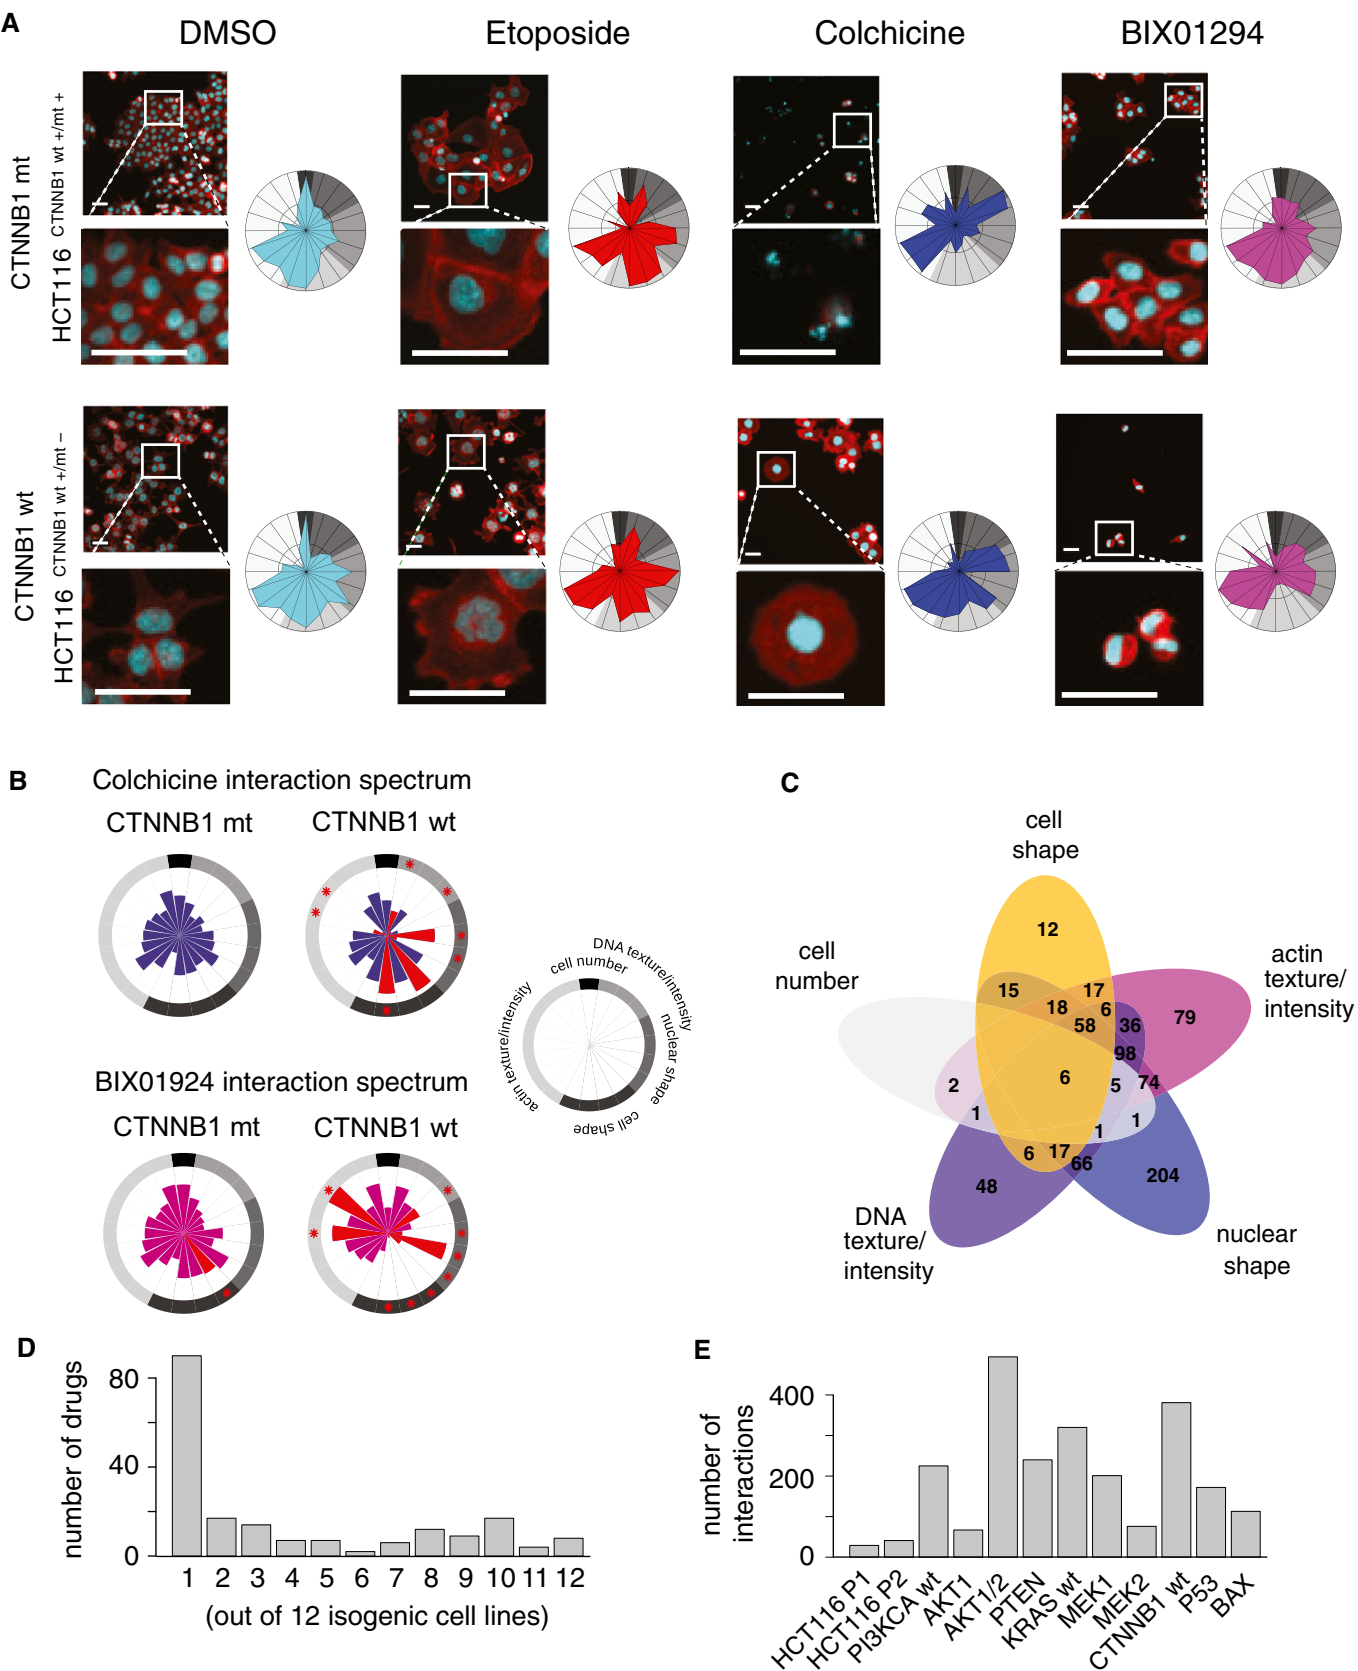 A
DMSO
Etoposide
Colchicine
BIX01294
CTNNB1 mt
HCT116 CTNNB1 wt +/mt +
CTNNB1 wt
HCT116 CTNNB1 wt +/mt –
B
Colchicine interaction spectrum
CTNNB1 mt
CTNNB1 wt
BIX01924 interaction spectrum
CTNNB1 mt
CTNNB1 wt
cell number
DNA texture/intensity
nuclear shape
cell shape
actin texture/intensity
C
cell
shape
cell
number
actin
texture/
intensity
DNA
texture/
intensity
nuclear
shape
12
15
17
18
6
58
36
79
98
6
5
74
2
1
1
1
6
17
66
48
204
D
number of drugs
80
40
0
1 2 3 4 5 6 7 8 9 10 11 12
(out of 12 isogenic cell lines)
E
number of
interactions
400
200
0
HCT116 P1
HCT116 P2
PI3KCA wt
AKT1
AKT1/2
PTEN
KRAS wt
MEK1
MEK2
CTNNB1 wt
P53
BAX